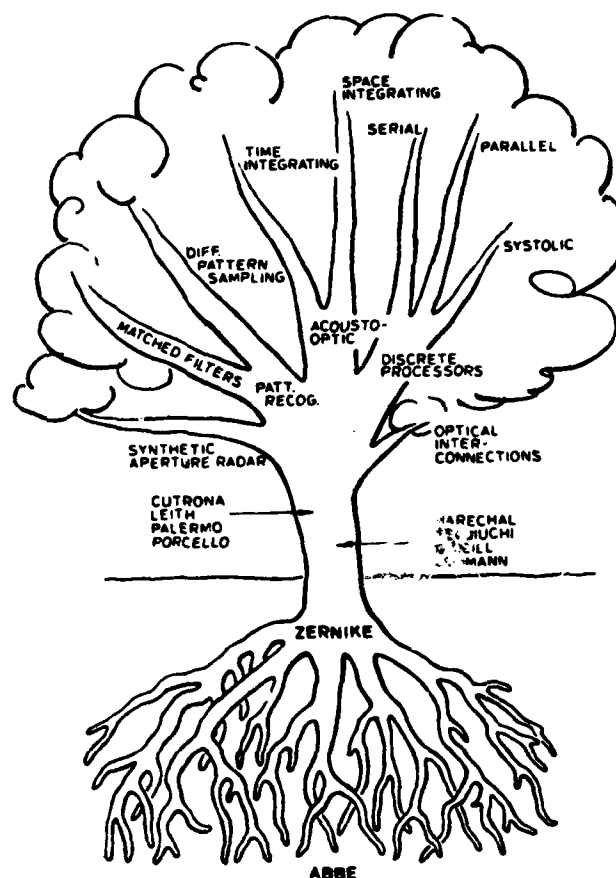 SPACE
INTEGRATING
TIME
INTEGRATING
SERIAL
PARALLEL
DIFF.
PATTERN
SAMPLING
SYSTOLIC
MATCHED FILTERS
ACOUSTO-
OPTIC
DISCRETE
PROCESSORS
PATT.
RECOG.
SYNTHETIC
APERTURE RADAR
OPTICAL
INTER-
CONNECTIONS
CUTRONA
LEITH
PALERMO
PORCELLO
ZERNIKE
ABBE